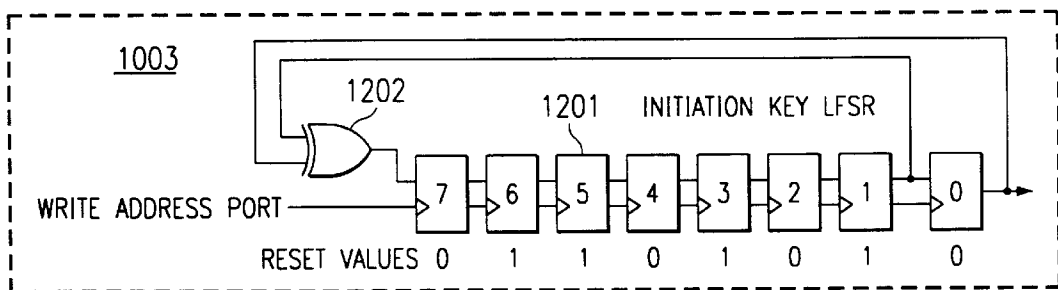 1003
1202
1201
INITIATION KEY LFSR
7 6 5 4 3 2 1 0
WRITE ADDRESS PORT
RESET VALUES 0 1 1 0 1 0 1 0